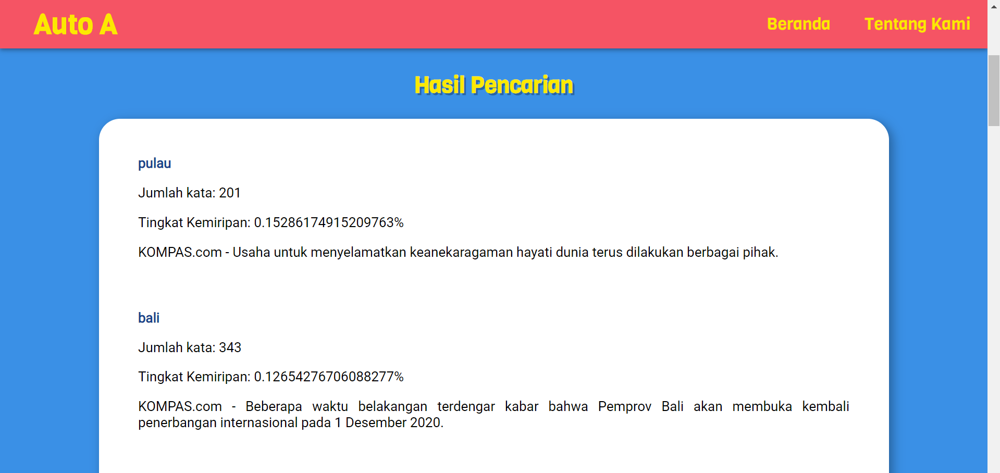 Auto A
Beranda
Tentang Kami
Hasil Pencarian
pulau
Jumlah kata: 201
Tingkat Kemiripan: 0.15286174915209763%
KOMPAS.com - Usaha untuk menyelamatkan keanekaragaman hayati dunia terus dilakukan berbagai pihak.
bali
Jumlah kata: 343
Tingkat Kemiripan: 0.12654276706088277%
KOMPAS.com - Beberapa waktu belakangan terdengar kabar bahwa Pemprov Bali akan membuka kembali
penerbangan internasional pada 1 Desember 2020.